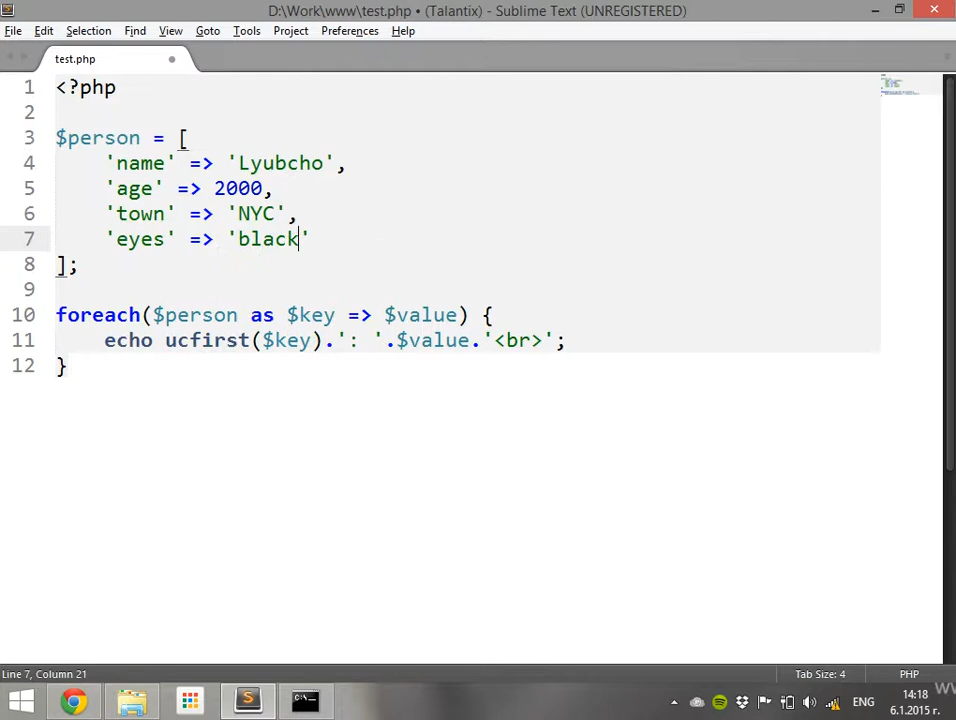 D:\Work\www\test.php • (Talantix) - Sublime Text (UNREGISTERED)
File Edit Selection Find View Goto Tools Project Preferences Help
test.php
1 <?php
2
3 $person = [
4 'name' => 'Lyubcho',
5 'age' => 2000,
6 'town' => 'NYC',
7 'eyes' => 'black'
8 ];
9
10 foreach($person as $key => $value) {
11 echo ucfirst($key).': '.$value.'<br>';
12 }
Line 7, Column 21 Tab Size: 4 PHP
ЕНГ 14:18
6.1.2015 г.